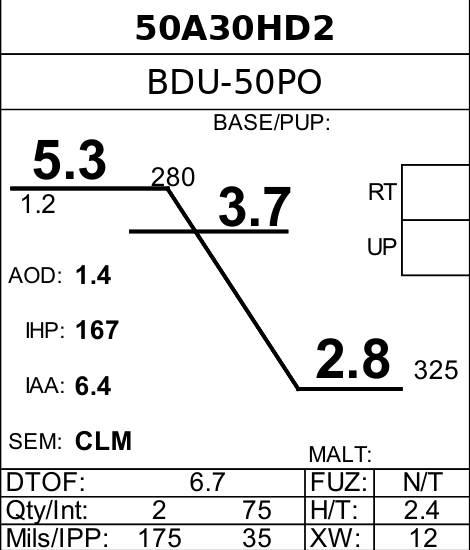 50A30HD2
BDU-50PO
BASE/PUP:
5.3
280
1.2
3.7
RT
UP
AOD: 1.4
IHP: 167
2.8
325
IAA: 6.4
SEM: CLM
MALT:
DTOF: 6.7 FUZ: N/T
Qty/Int: 2 75 H/T: 2.4
Mils/IPP: 175 35 XW: 12